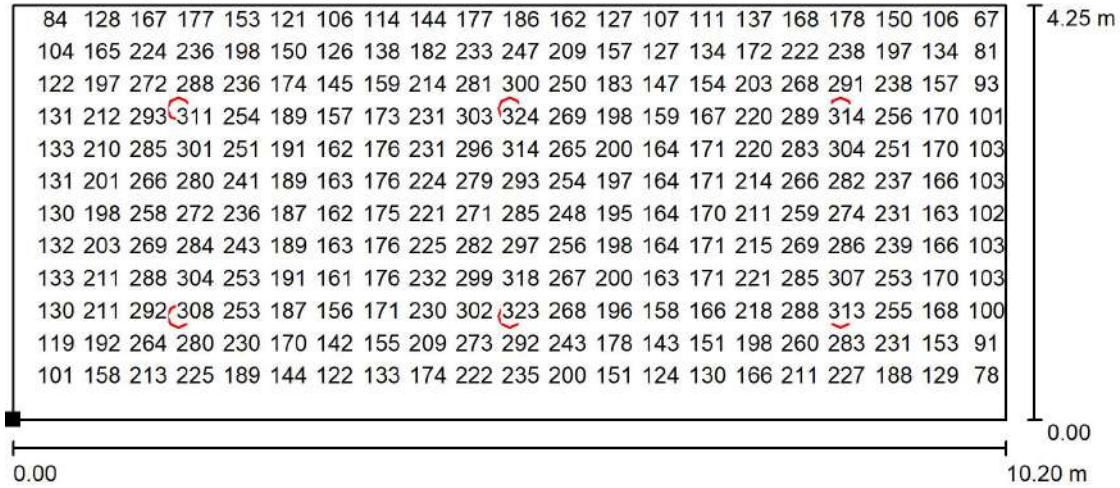 84 128 167 177 153 121 106 114 144 177 186 162 127 107 111 137 168 178 150 106 67 4.25 m
104 165 224 236 198 150 126 138 182 233 247 209 157 127 134 172 222 238 197 134 81
122 197 272 288 236 174 145 159 214 281 300 250 183 147 154 203 268 291 238 157 93
131 212 293 311 254 189 157 173 231 303 324 269 198 159 167 220 289 314 256 170 101
133 210 285 301 251 191 162 176 231 296 314 265 200 164 171 220 283 304 251 170 103
131 201 266 280 241 189 163 176 224 279 293 254 197 164 171 214 266 282 237 166 103
130 198 258 272 236 187 162 175 221 271 285 248 195 164 170 211 259 274 231 163 102
132 203 269 284 243 189 163 176 225 282 297 256 198 164 171 215 269 286 239 166 103
133 211 288 304 253 191 161 176 232 299 318 267 200 163 171 221 285 307 253 170 103
130 211 292 308 253 187 156 171 230 302 323 268 196 158 166 218 288 313 255 168 100
119 192 264 280 230 170 142 155 209 273 292 243 178 143 151 198 260 283 231 153 91
101 158 213 225 189 144 122 133 174 222 235 200 151 124 130 166 211 227 188 129 78
0.00
0.00 10.20 m